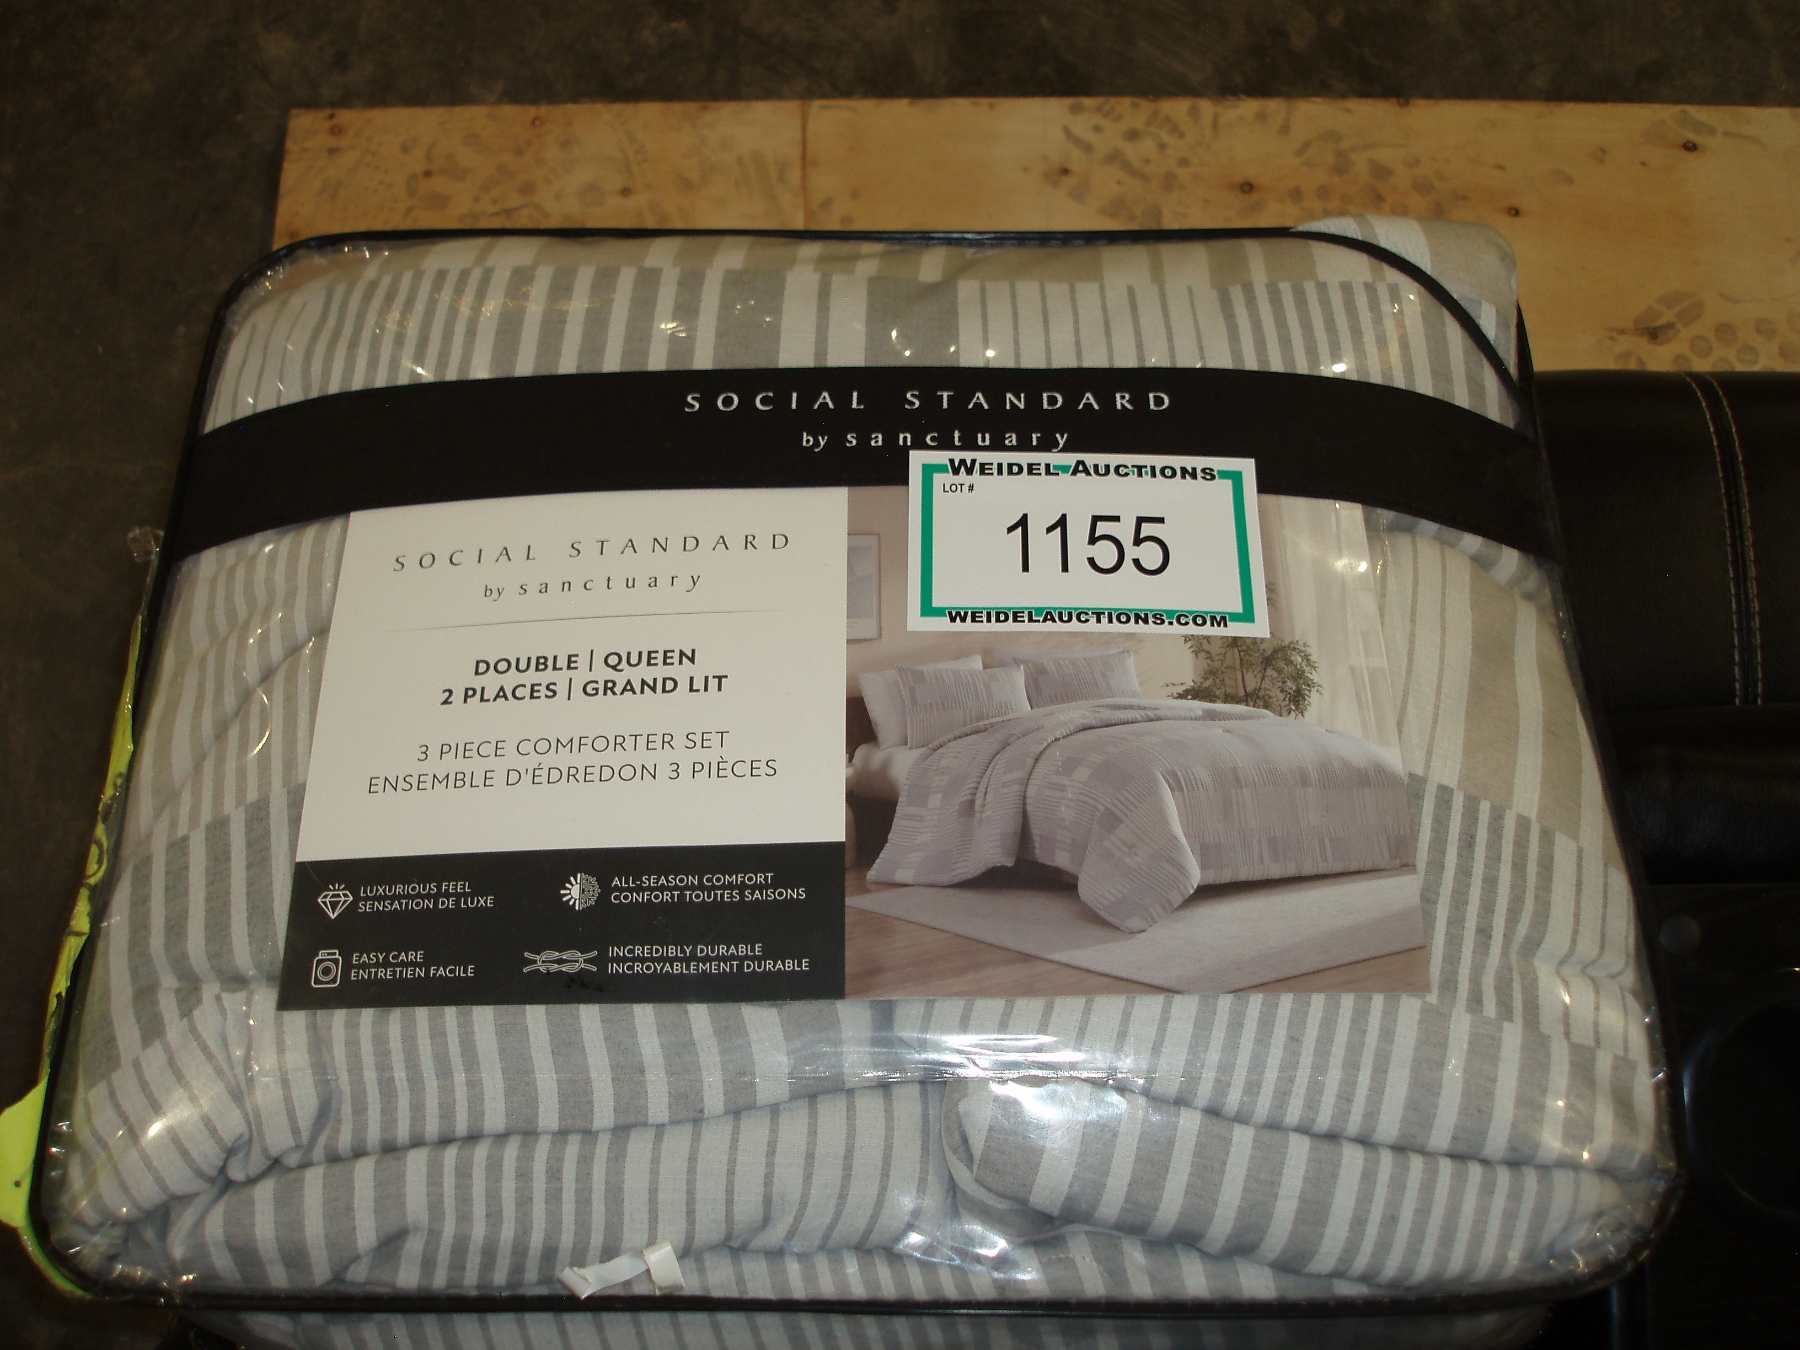 SOCIAL STANDARD
by sanctuary
WEIDEL AUCTIONS
LOT #
1155
WEIDELAUCTIONS.COM
SOCIAL STANDARD
by sanctuary
DOUBLE | QUEEN
2 PLACES | GRAND LIT
3 PIECE COMFORTER SET
ENSEMBLE D'ÉDREDON 3 PIÈCES
LUXURIOUS FEEL
SENSATION DE LUXE
ALL-SEASON COMFORT
CONFORT TOUTES SAISONS
EASY CARE
ENTRETIEN FACILE
INCREDIBLY DURABLE
INCROYABLEMENT DURABLE